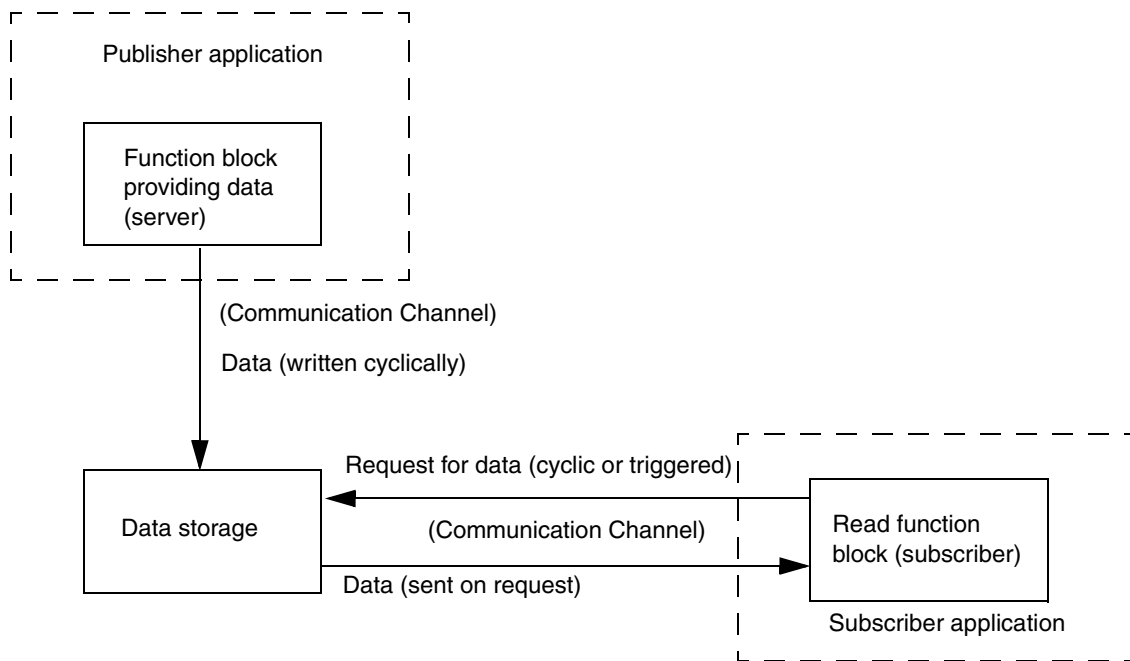 Publisher application
Function block
providing data
(server)
(Communication Channel)
Data (written cyclically)
Request for data (cyclic or triggered)
Data storage
(Communication Channel)
Read function
block (subscriber)
Data (sent on request)
Subscriber application